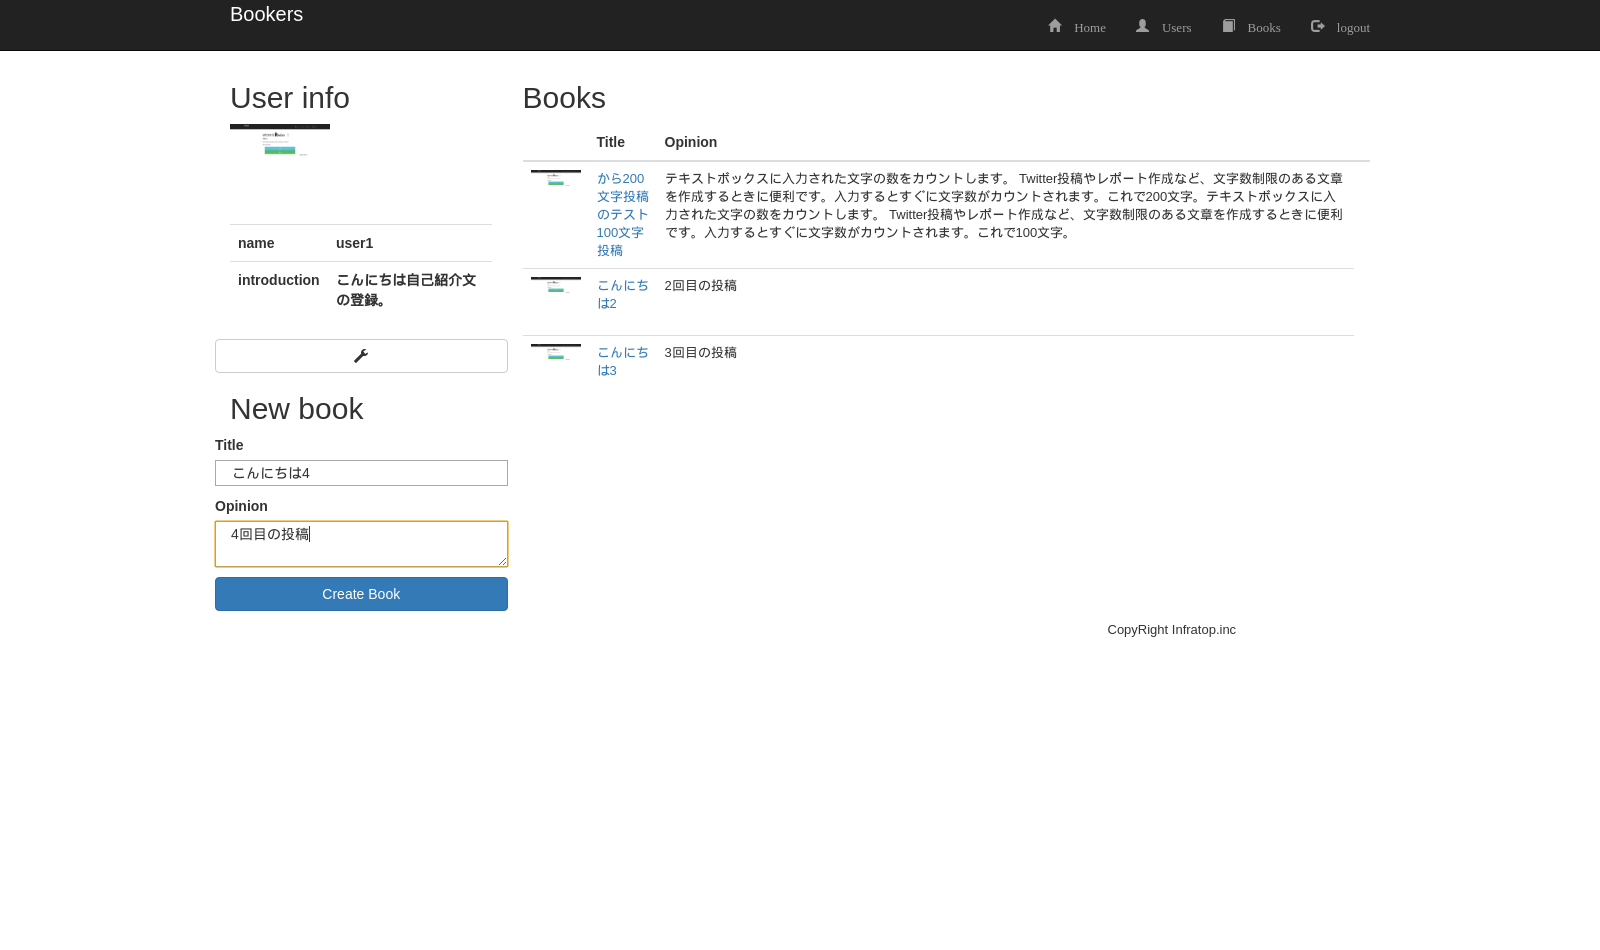 Bookers
Home
Users
Books
logout
User info
name
user1
introduction
こんにちは自己紹介文
の登録。
New book
Title
こんにちは4
Opinion
4回目の投稿
Create Book
Books
Title
Opinion
から200
文字投稿
のテスト
100文字
投稿
テキストボックスに入力された文字の数をカウントします。 Twitter投稿やレポート作成など、文字数制限のある文章
を作成するときに便利です。入力するとすぐに文字数がカウントされます。これで200文字。テキストボックスに入
力された文字の数をカウントします。 Twitter投稿やレポート作成など、文字数制限のある文章を作成するときに便利
です。入力するとすぐに文字数がカウントされます。これで100文字。
こんにち
は2
2回目の投稿
こんにち
は3
3回目の投稿
CopyRight Infratop.inc